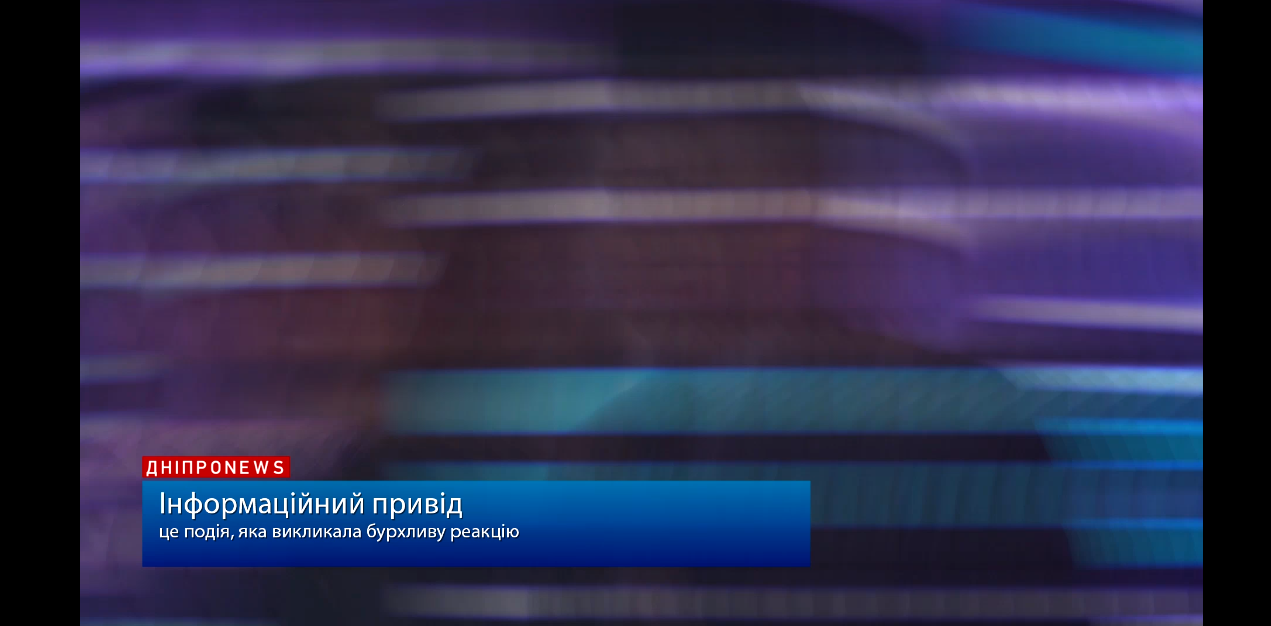 ДНІПРОNEWS
Інформаційний привід
це подія, яка викликала бурхливу реакцію